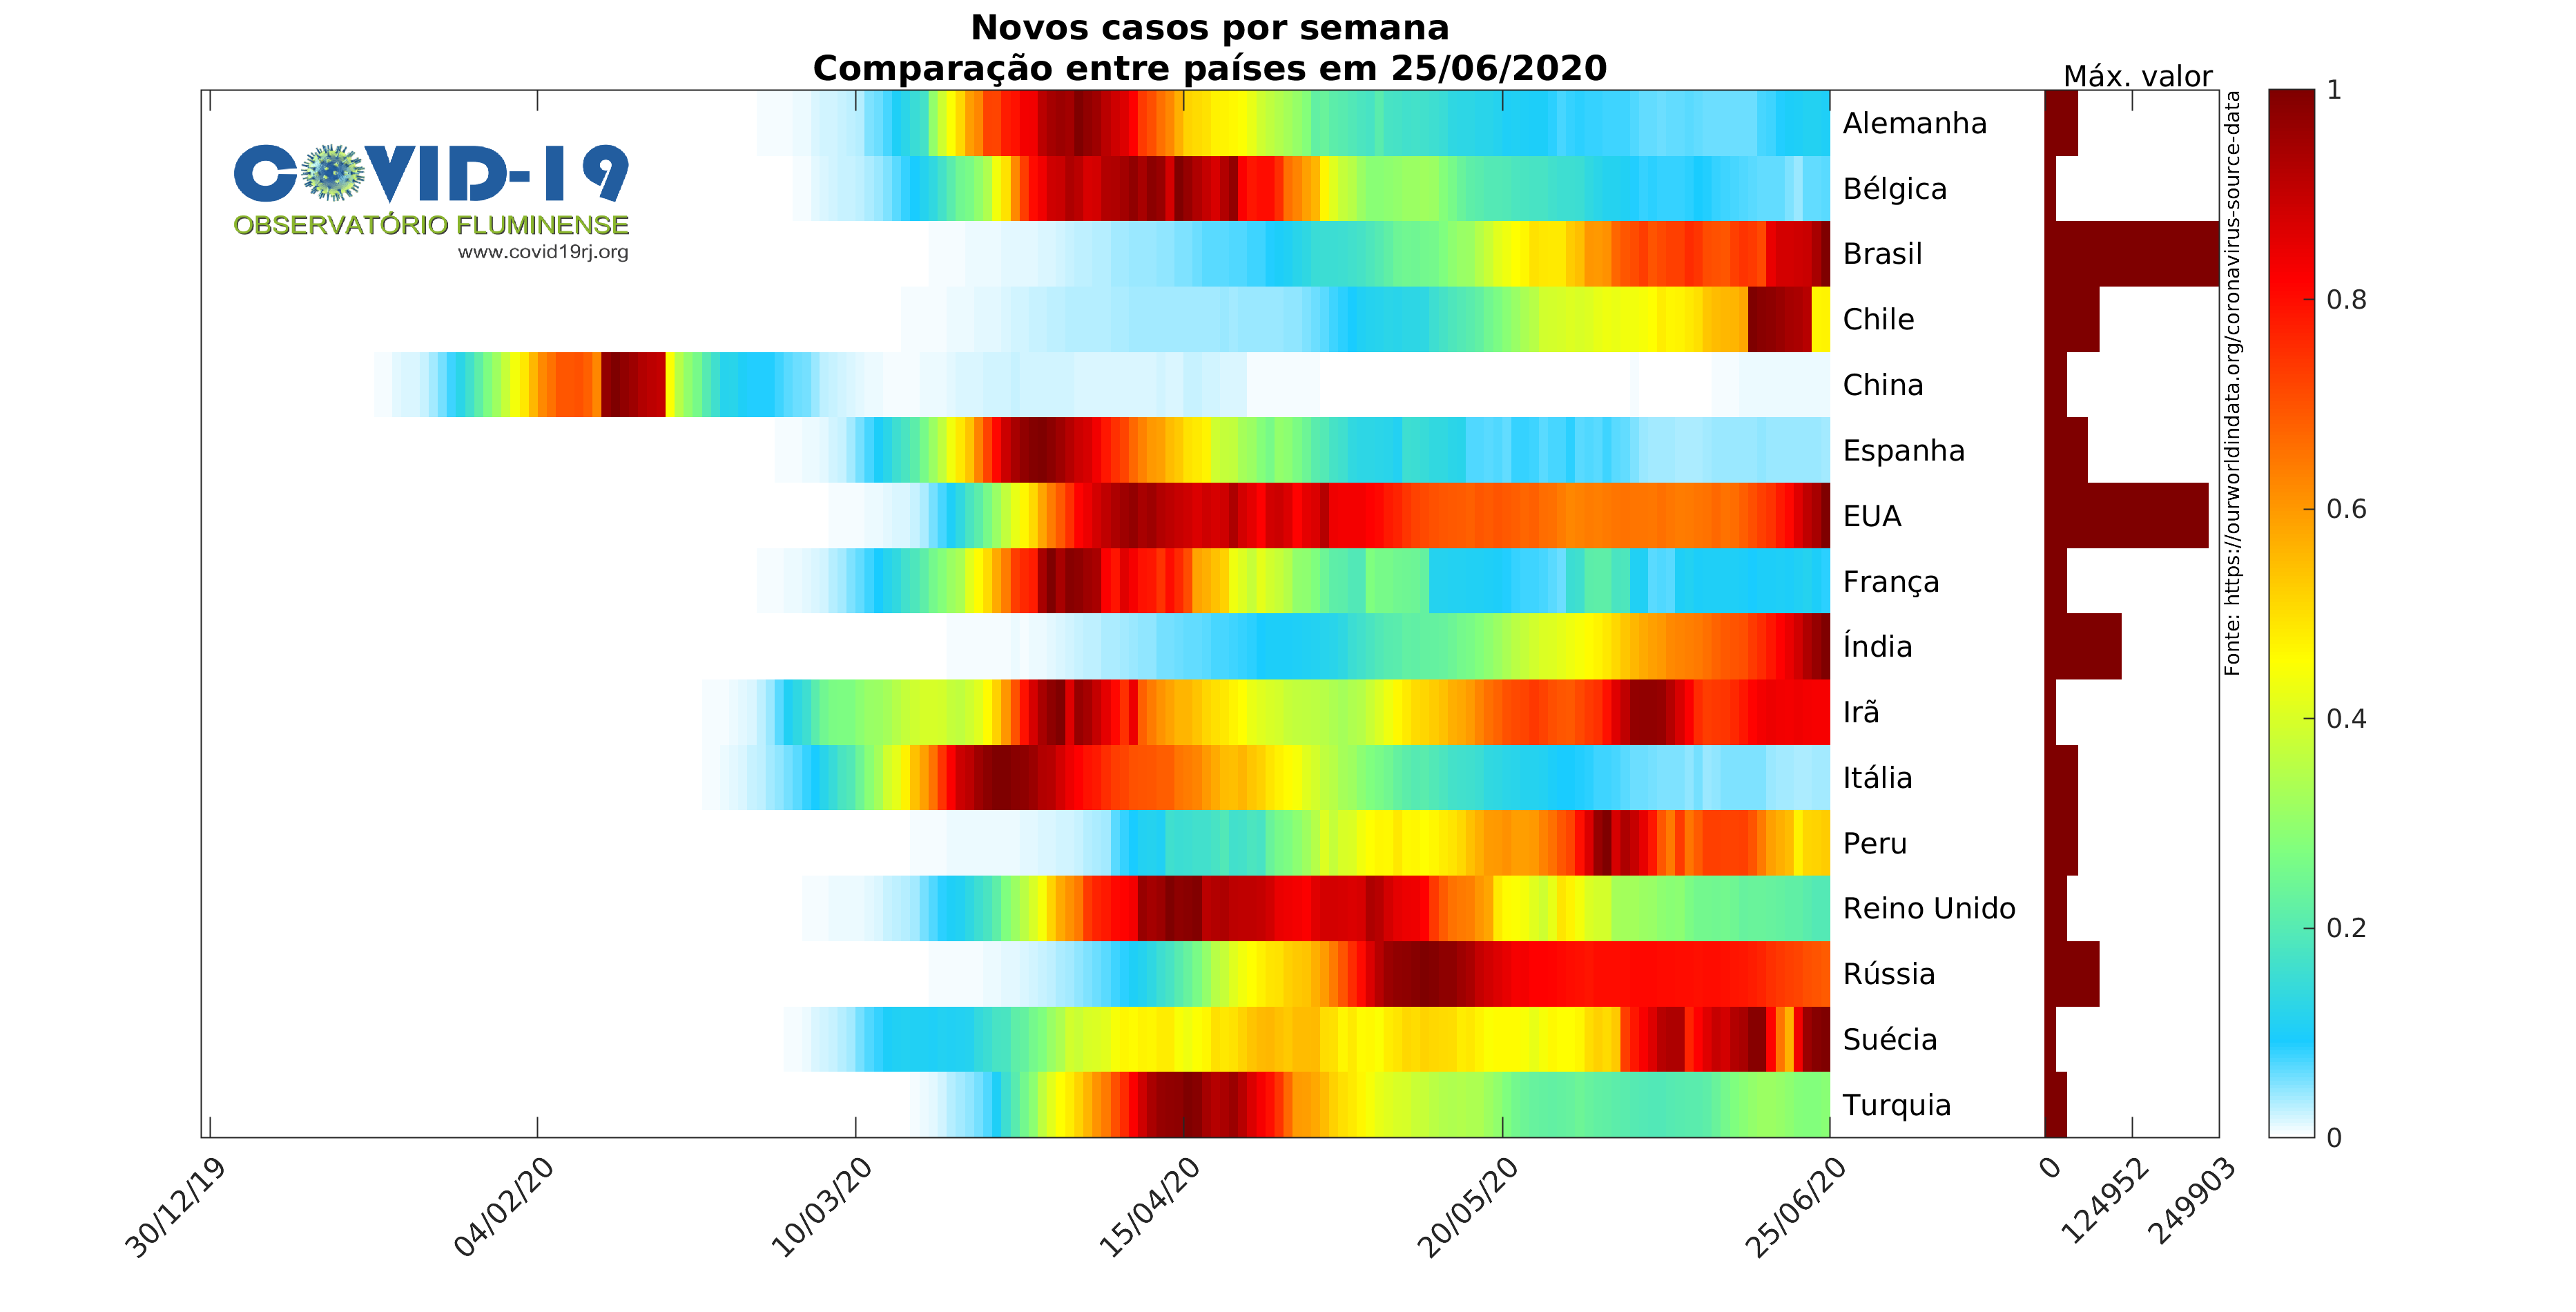 Novos casos por semana
Comparação entre países em 25/06/2020
Máx. valor
COVID-19
OBSERVATÓRIO FLUMINENSE
www.covid19rj.org
Alemanha
Bélgica
Brasil
Chile
China
Espanha
EUA
França
Índia
Irã
Itália
Peru
Reino Unido
Rússia
Suécia
Turquia
Fonte: https://ourworldindata.org/coronavirus-source-data
1
0.8
0.6
0.4
0.2
0
30/12/19
04/02/20
10/03/20
15/04/20
20/05/20
25/06/20
0
124952
249903